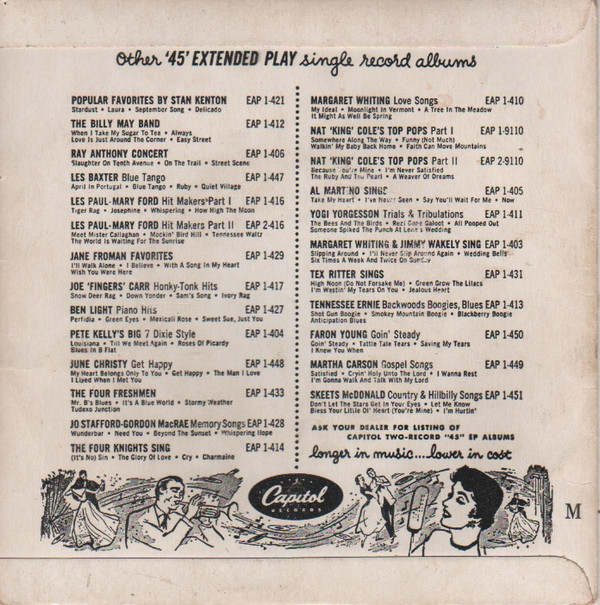 Other '45' EXTENDED PLAY single record albums
POPULAR FAVORITES BY STAN KENTON EAP 1-421
Stardust • Laura • September Song • Delicado
THE BILLY MAY BAND EAP 1-412
When I Take My Sugar To Tea • Always
Love Is Just Around the Corner • Easy Street
RAY ANTHONY CONCERT EAP 1-406
Slaughter On Tenth Avenue • On The Trail • Street Scene
LES BAXTER Blue Tango EAP 1-447
April In Portugal • Blue Tango • Ruby • Quiet Village
LES PAUL-MARY FORD Hit Makers Part I EAP 1-416
Tiger Rag • Josephine • Whispering • How High The Moon
LES PAUL-MARY FORD Hit Makers Part II EAP 2-416
Meet Mister Callaghan • Mockin' Bird Hill • Tennessee Waltz
The World Is Waiting For The Sunrise
JANE FROMAN FAVORITES EAP 1-429
I'll Walk Alone • I Believe • With A Song In My Heart
Wish You Were Here
JOE 'FINGERS' CARR Honky-Tonk Hits EAP 1-417
Snow Deer Rag • Down Yonder • Sam's Song • Ivory Rag
BEN LIGHT Piano Hits EAP 1-427
Perfidia • Green Eyes • Mexicali Rose • Sweet Sue, Just You
PETE KELLY'S BIG 7 Dixie Style EAP 1-404
Louisiana • Till We Meet Again • Roses Of Picardy
Blues In B Flat
JUNE CHRISTY Get Happy EAP 1-448
My Heart Belongs Only To You • Get Happy • The Man I Love
I Lived When I Met You
THE FOUR FRESHMEN EAP 1-433
Mr. B's Blues • It's A Blue World • Stormy Weather
Tuxedo Junction
JO STAFFORD-GORDON MacRAE Memory Songs EAP 1-428
Wunderbar • Need You • Beyond The Sunset • Whispering Hope
THE FOUR KNIGHTS SING EAP 1-414
(It's No) Sin • The Glory Of Love • Cry • Charmaine
MARGARET WHITING Love Songs EAP 1-410
My Ideal • Moonlight In Vermont • A Tree In The Meadow
It Might As Well Be Spring
NAT 'KING' COLE'S TOP POPS Part I EAP 1-9110
Somewhere Along The Way • Funny (Not Much)
Walkin' My Baby Back Home • Faith Can Move Mountains
NAT 'KING' COLE'S TOP POPS Part II EAP 2-9110
Because You're Mine • I'm Never Satisfied
The Ruby And The Pearl • A Weaver Of Dreams
AL MARTINO SINGS EAP 1-405
Take My Heart • I've Never Seen • Say You'll Wait For Me • Now
YOGI YORGESSON Trials & Tribulations EAP 1-411
The Bees And The Birds • Real Gone Galoot • All Pooped Out
Someone Spiked The Punch At Lena's Wedding
MARGARET WHITING & JIMMY WAKELY SING EAP 1-403
Slipping Around • I'll Never Slip Around Again • Wedding Bells
Six Times A Week And Twice On Sunday
TEX RITTER SINGS EAP 1-431
High Noon (Do Not Forsake Me) • Green Grow The Lilacs
I'm Wastin' My Tears On You • Jealous Heart
TENNESSEE ERNIE Backwoods Boogies, Blues EAP 1-413
Shot Gun Boogie • Smokey Mountain Boogie • Blackberry Boogie
Anticipation Blues
FARON YOUNG Goin' Steady EAP 1-450
Goin' Steady • Tattle Tale Tears • Saving My Tears
I Knew When
MARTHA CARSON Gospel Songs EAP 1-449
Satisfied • Cryin' Holy Unto The Lord • I Wanna Rest
I'm Gonna Walk And Talk With My Lord
SKEETS McDONALD Country & Hillbilly Songs EAP 1-451
Don't Let The Stars Get In Your Eyes • Let Me Know
Bless Your Little Ol' Heart (You're Mine) • I'm Hurtin'
ASK YOUR DEALER FOR LISTING OF
CAPITOL TWO-RECORD "45" EP ALBUMS
longer in music....lower in cost
Capitol
RECORDS
M